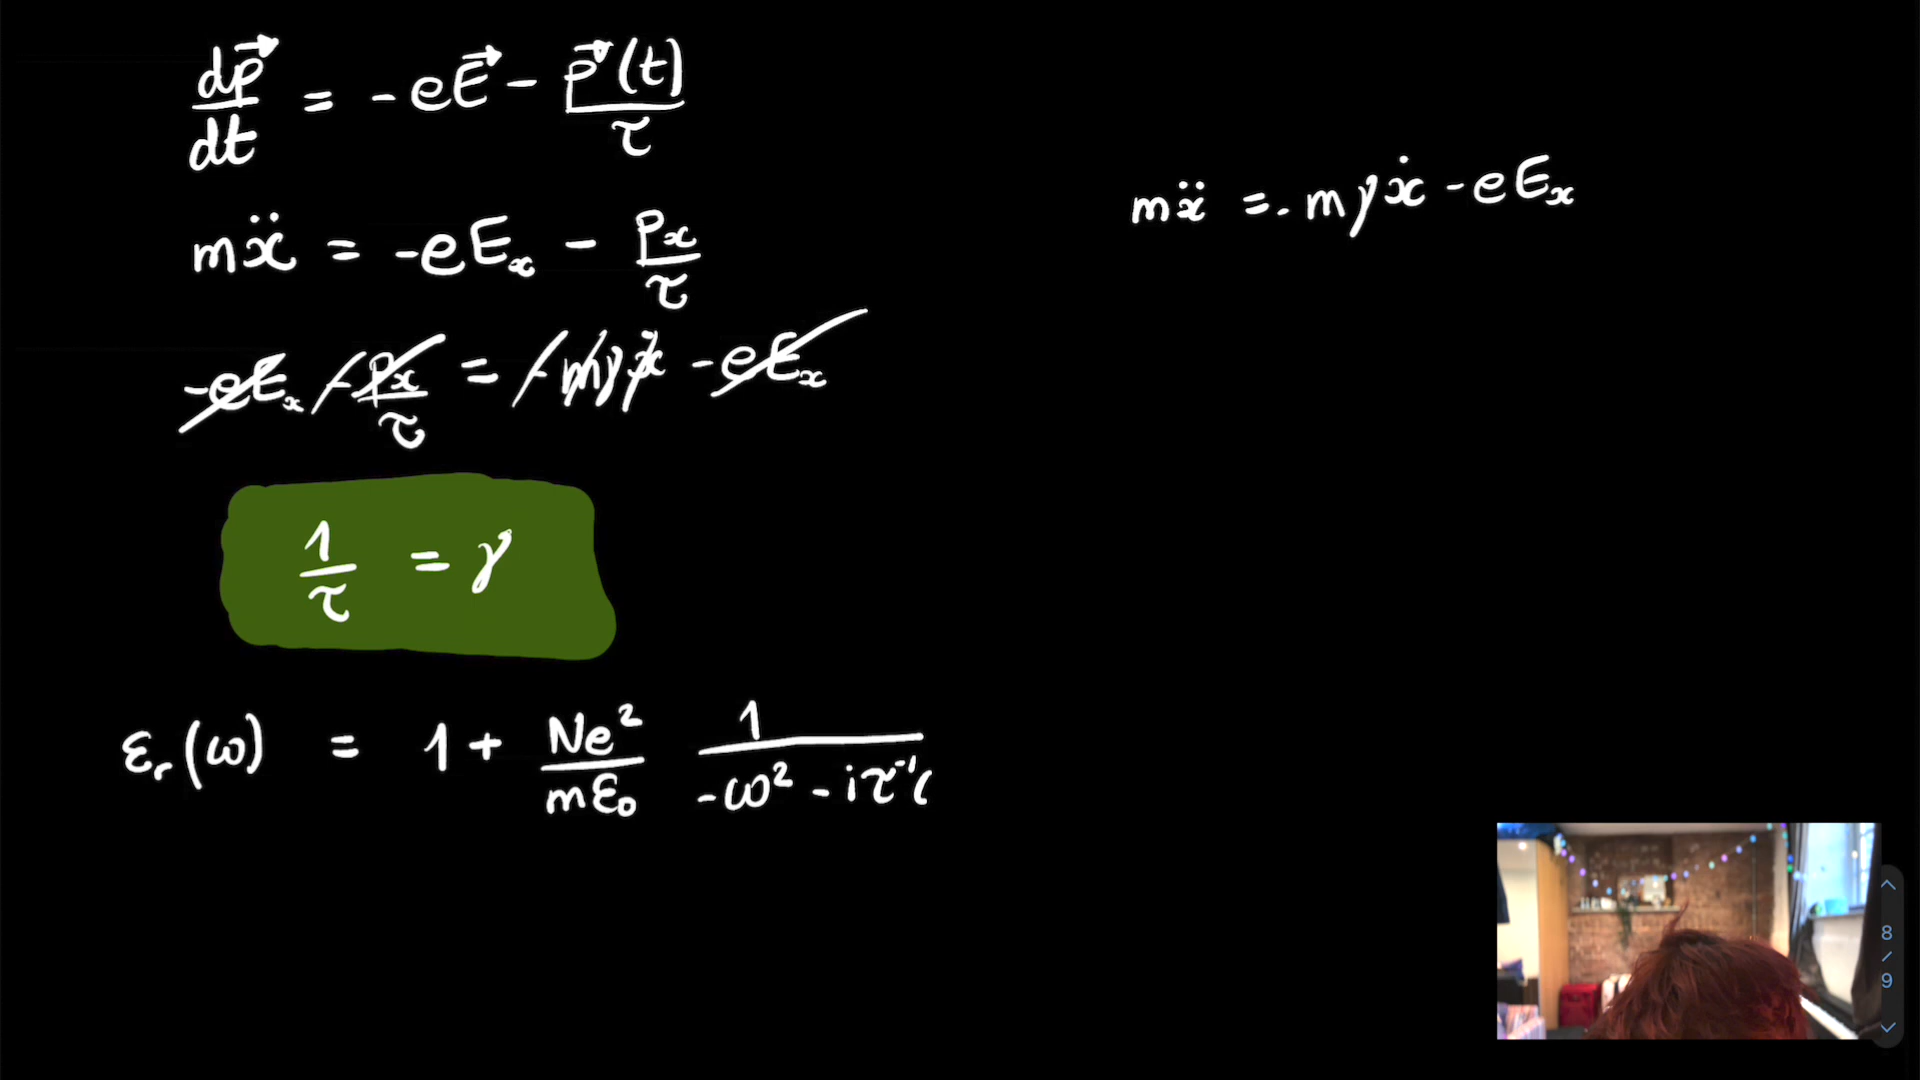 dp⃗/dt = -eE⃗ - p⃗(t)/τ
mẍ = -mγẋ - eEₓ
mẍ = -eEₓ - pₓ/τ
-eEₓ - pₓ/τ = -mγẋ - eEₓ
1/τ = γ
εᵣ(ω) = 1 + Ne²/mε₀ 1/-ω² - iτ⁻¹
8
/
9